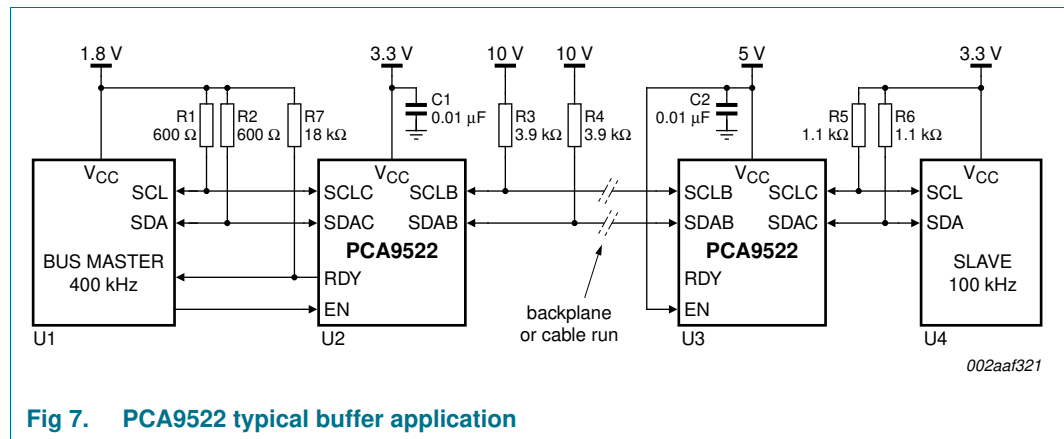 1.8 V
3.3 V
10 V
10 V
5 V
3.3 V
R1
600 Ω
R2
600 Ω
R7
18 kΩ
C1
0.01 μF
R3
3.9 kΩ
R4
3.9 kΩ
C2
0.01 μF
R5
1.1 kΩ
R6
1.1 kΩ
VCC
SCL
SDA
BUS MASTER
400 kHz
U1
VCC
SCLC
SCLB
SDAC
SDAB
PCA9522
RDY
EN
U2
backplane
or cable run
VCC
SCLB
SCLC
SDAB
SDAC
PCA9522
RDY
EN
U3
VCC
SCL
SDA
SLAVE
100 kHz
U4
002aaf321
Fig 7. PCA9522 typical buffer application